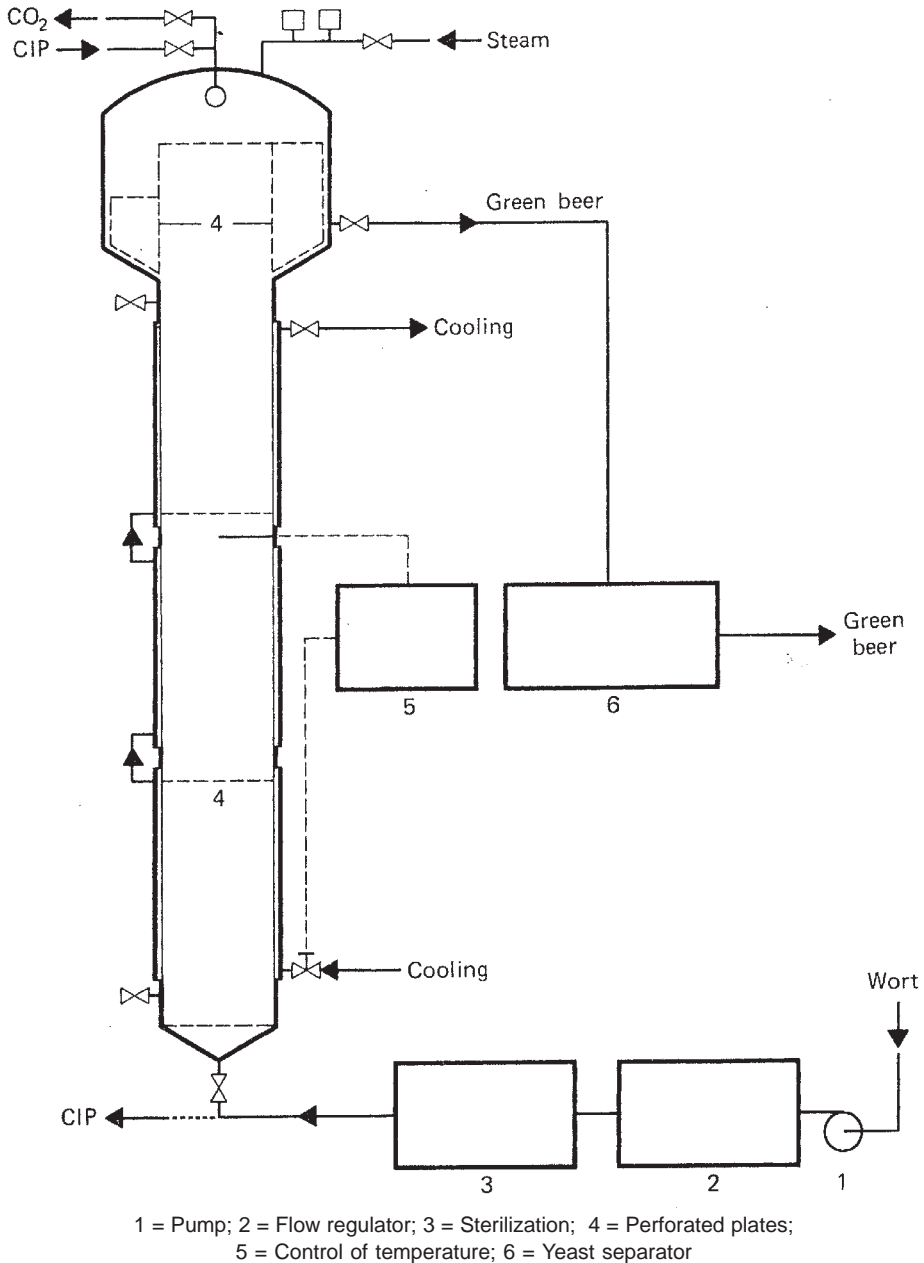 CO₂
CIP
Steam
4
Green beer
Cooling
Green
beer
5
6
4
Cooling
Wort
CIP
3
2
1
1 = Pump; 2 = Flow regulator; 3 = Sterilization; 4 = Perforated plates;
5 = Control of temperature; 6 = Yeast separator